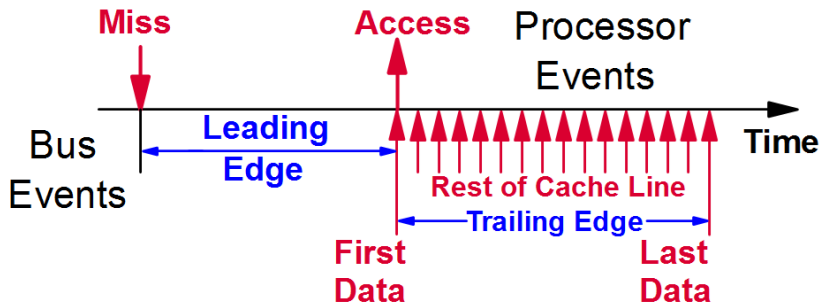 Miss
Access
Processor
Events
Bus
Events
Leading
Edge
Time
Rest of Cache Line
Trailing Edge
First
Data
Last
Data